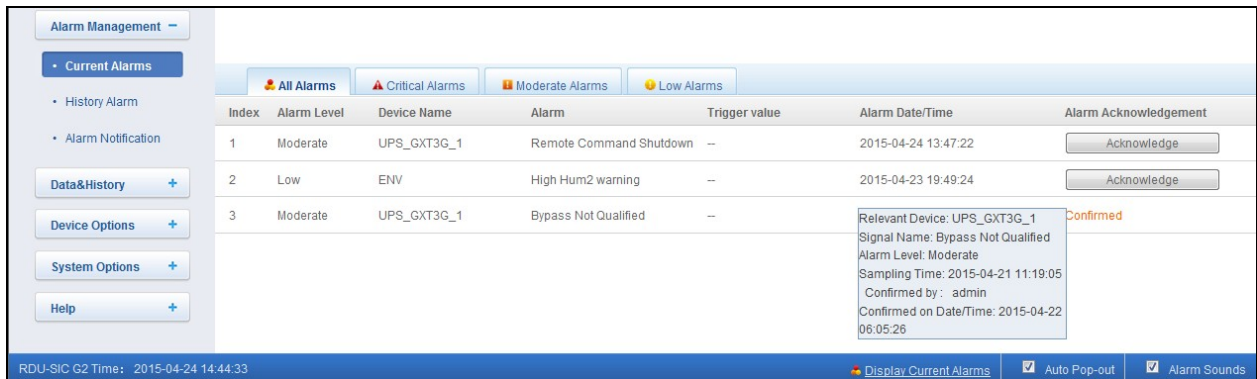 Alarm Management −
• Current Alarms
• History Alarm
• Alarm Notification
Data&History +
Device Options +
System Options +
Help +
All Alarms Critical Alarms Moderate Alarms Low Alarms
Index Alarm Level Device Name Alarm Trigger value Alarm Date/Time Alarm Acknowledgement
1 Moderate UPS_GXT3G_1 Remote Command Shutdown -- 2015-04-24 13:47:22 Acknowledge
2 Low ENV High Hum2 warning -- 2015-04-23 19:49:24 Acknowledge
3 Moderate UPS_GXT3G_1 Bypass Not Qualified -- Confirmed
Relevant Device: UPS_GXT3G_1
Signal Name: Bypass Not Qualified
Alarm Level: Moderate
Sampling Time: 2015-04-21 11:19:05
Confirmed by : admin
Confirmed on Date/Time: 2015-04-22
06:05:26
RDU-SIC G2 Time: 2015-04-24 14:44:33 Display Current Alarms Auto Pop-out Alarm Sounds